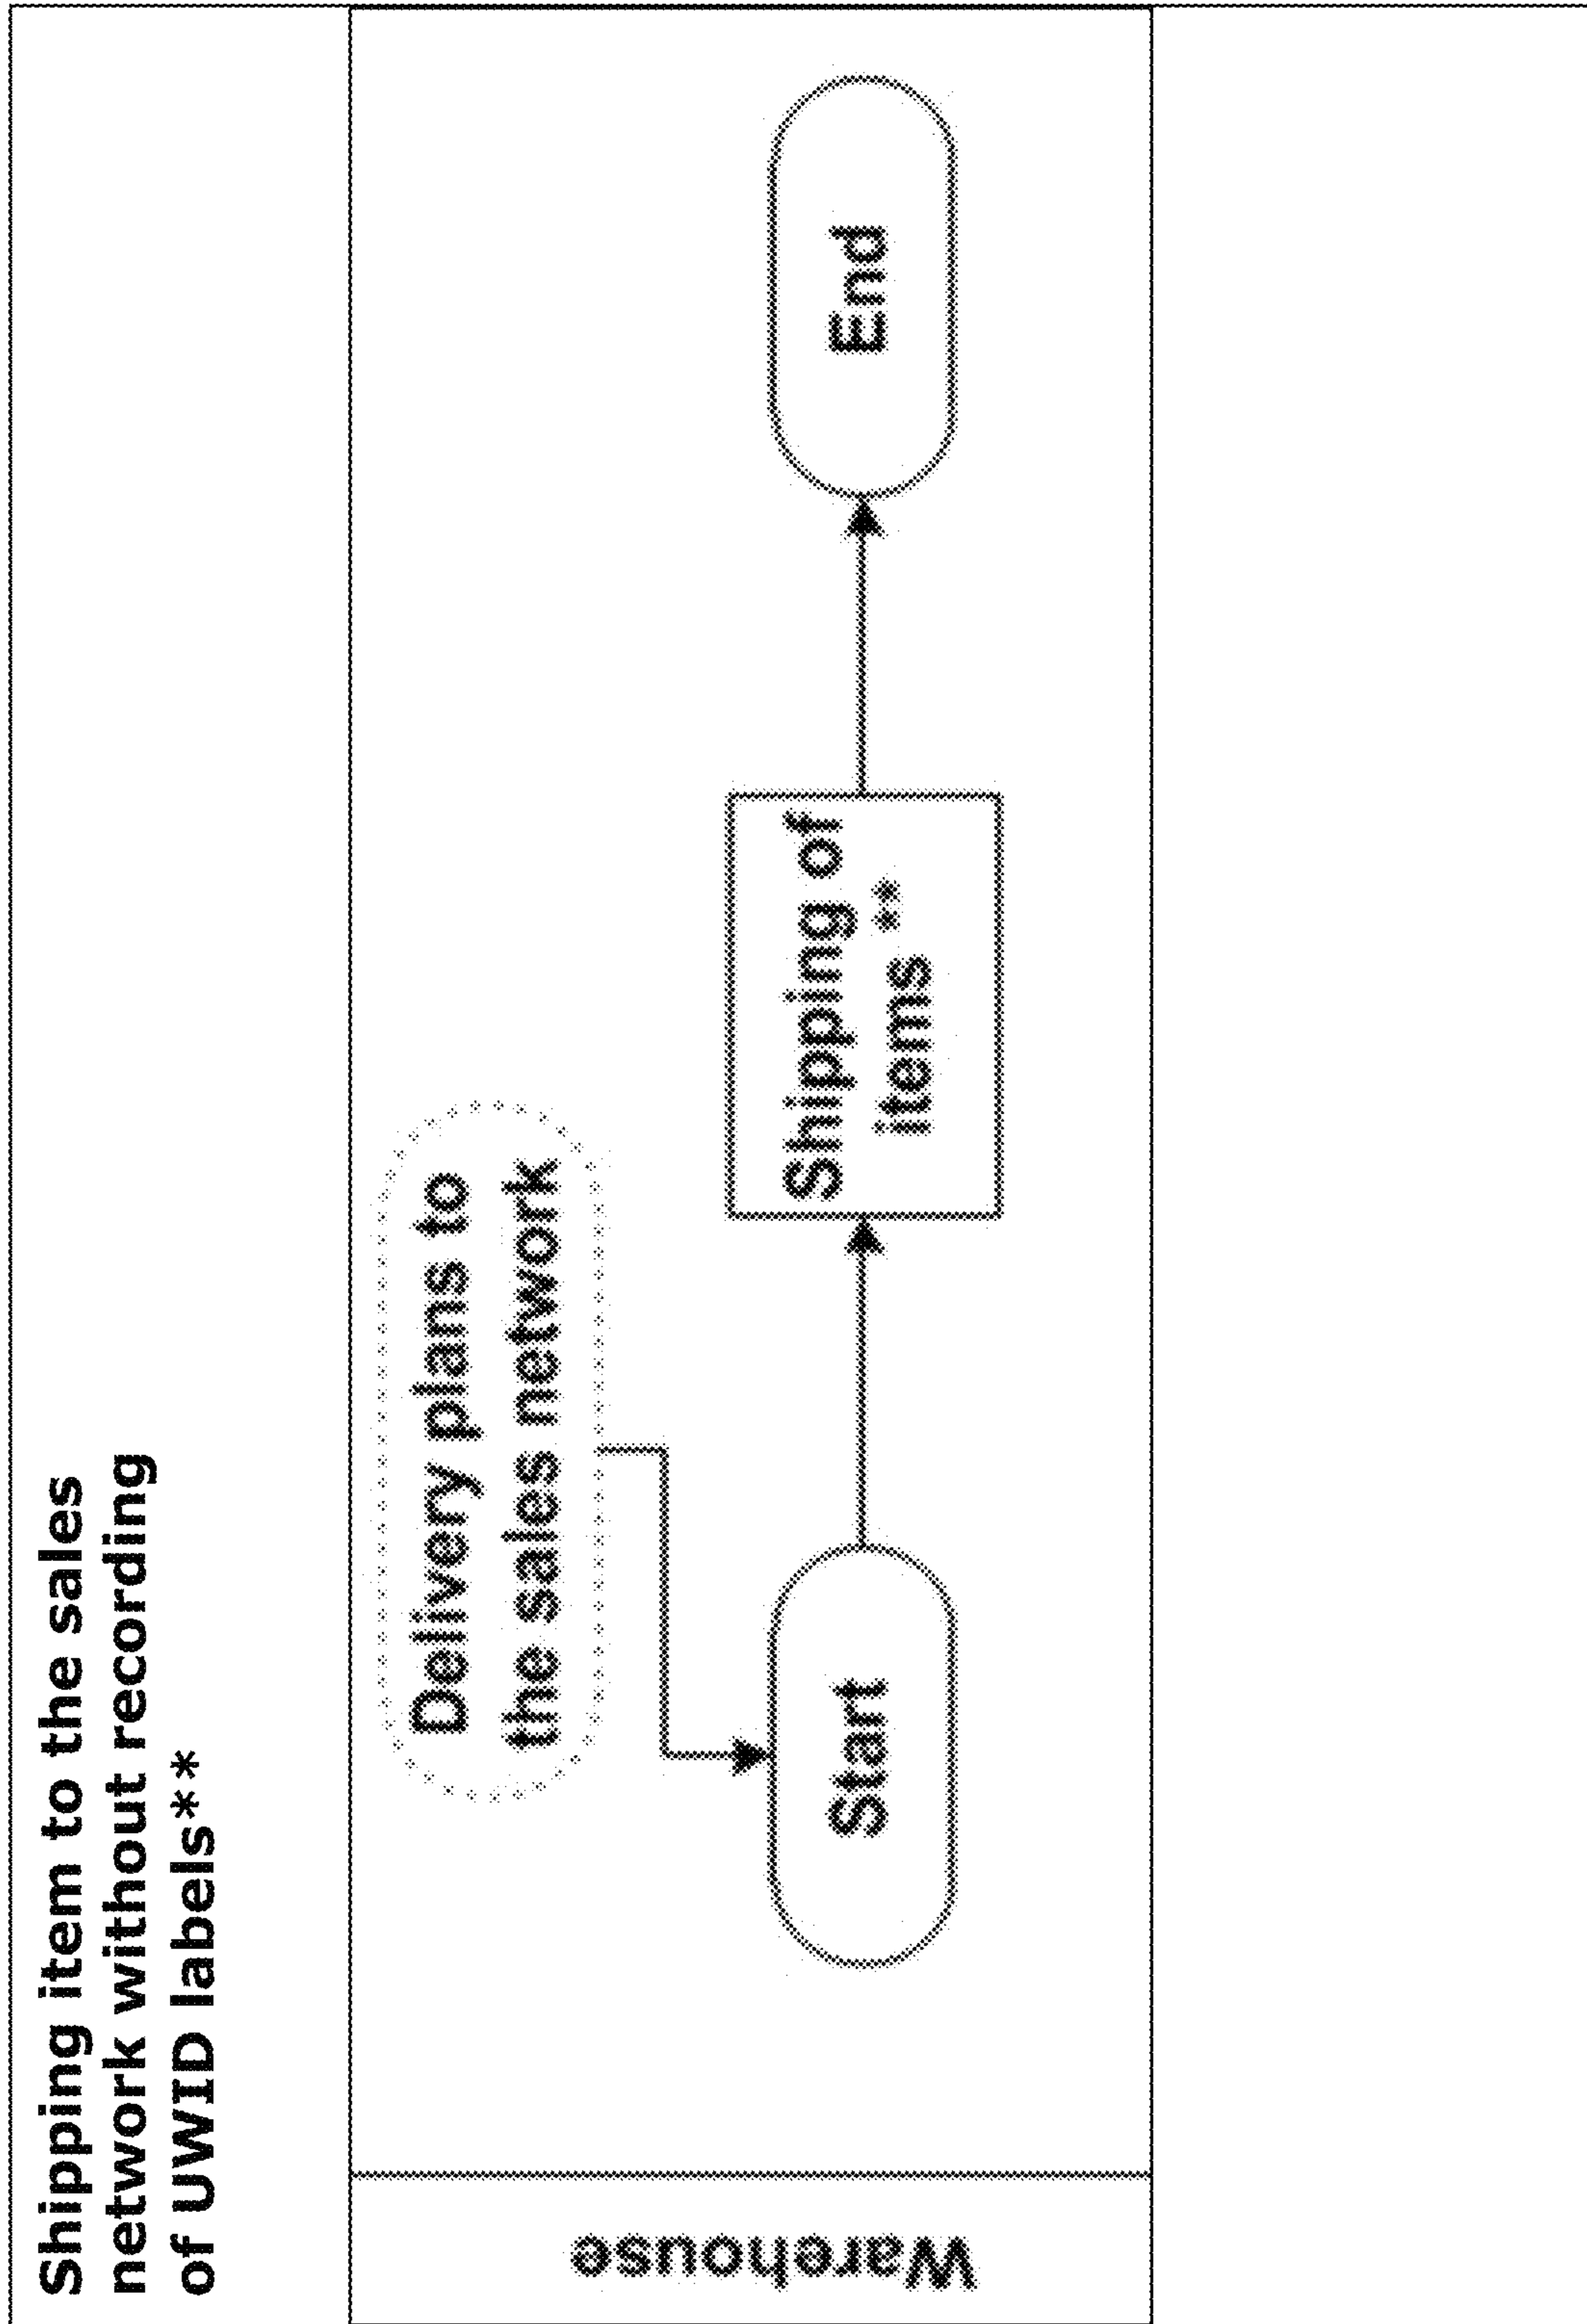 Shipping item to the sales
network without recording
of UWID labels**
Warehouse
Delivery plans to
the sales network
Start
Shipping of
items **
End